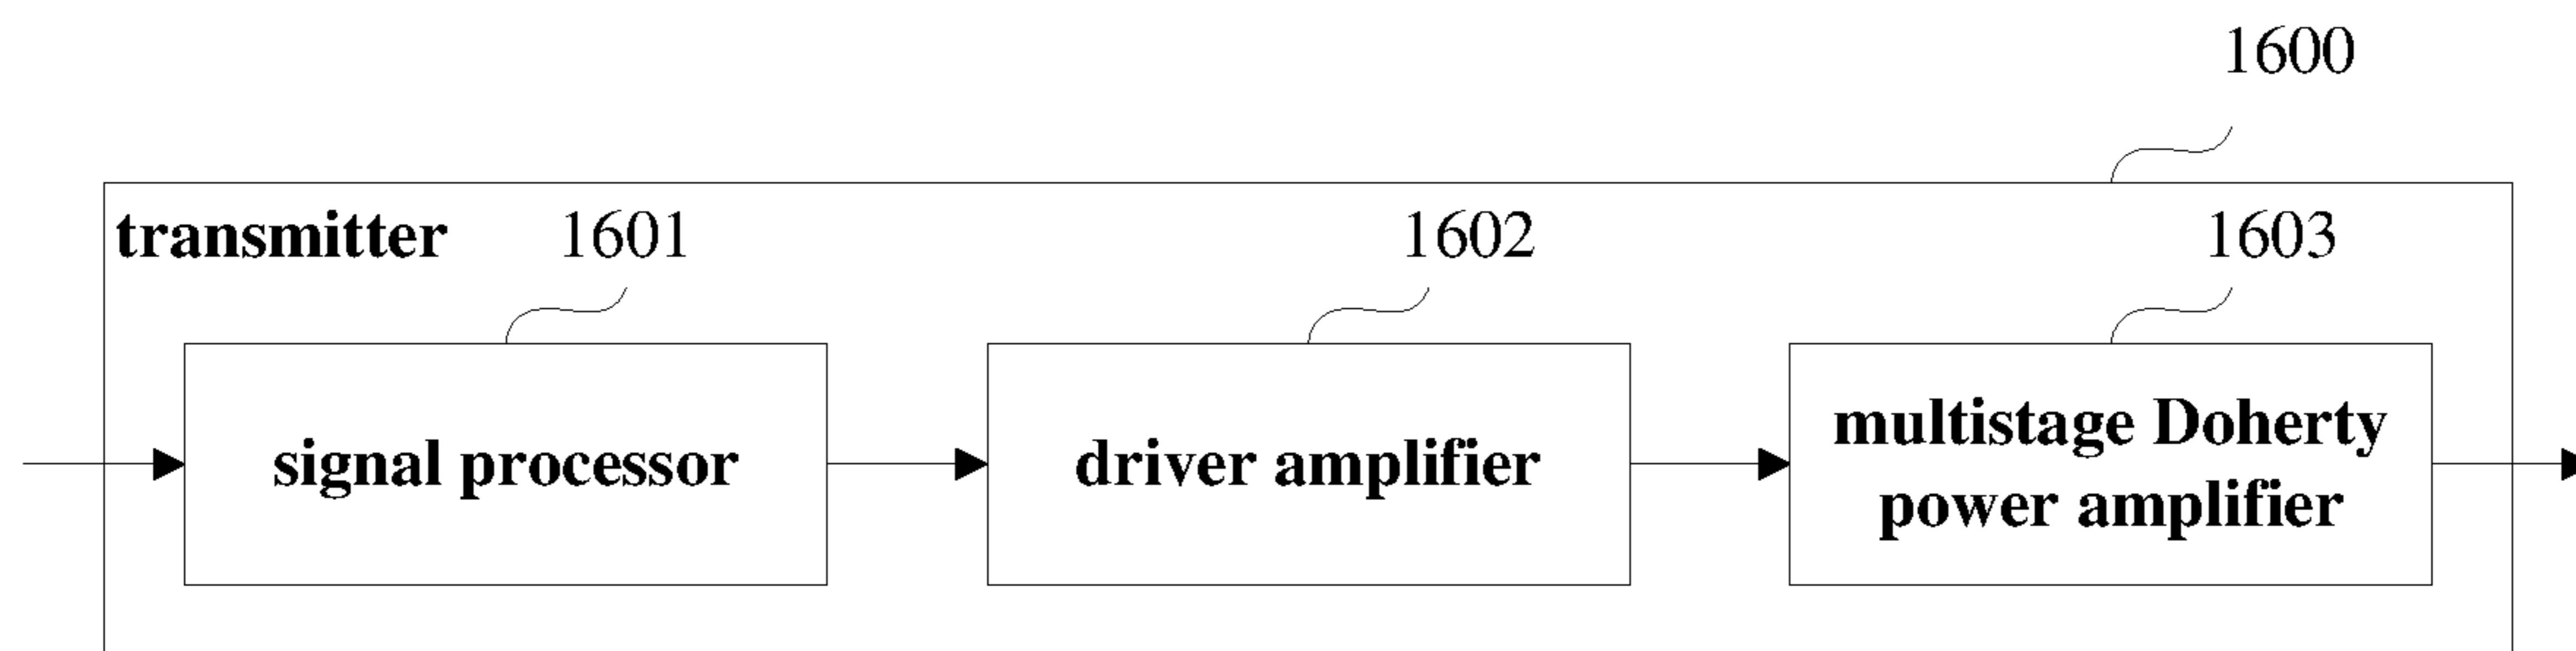 1600
transmitter 1601 1602 1603
signal processor
driver amplifier
multistage Doherty
power amplifier